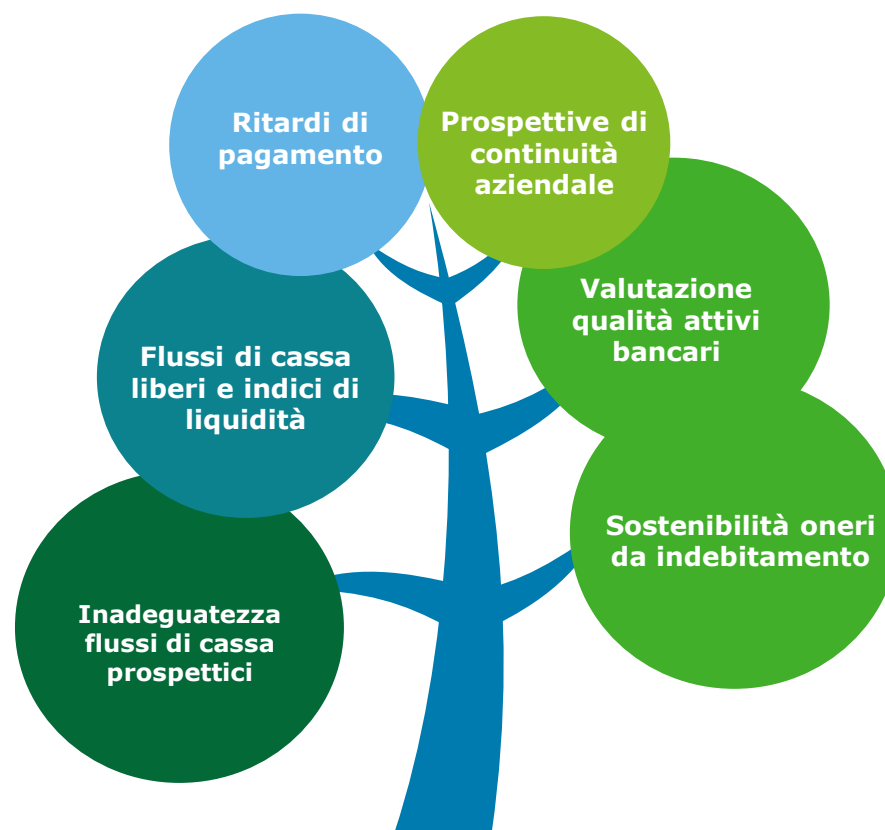 Ritardi di
pagamento
Prospettive di
continuità
aziendale
Valutazione
qualità attivi
bancari
Flussi di cassa
liberi e indici di
liquidità
Sostenibilità oneri
da indebitamento
Inadeguatezza
flussi di cassa
prospettici